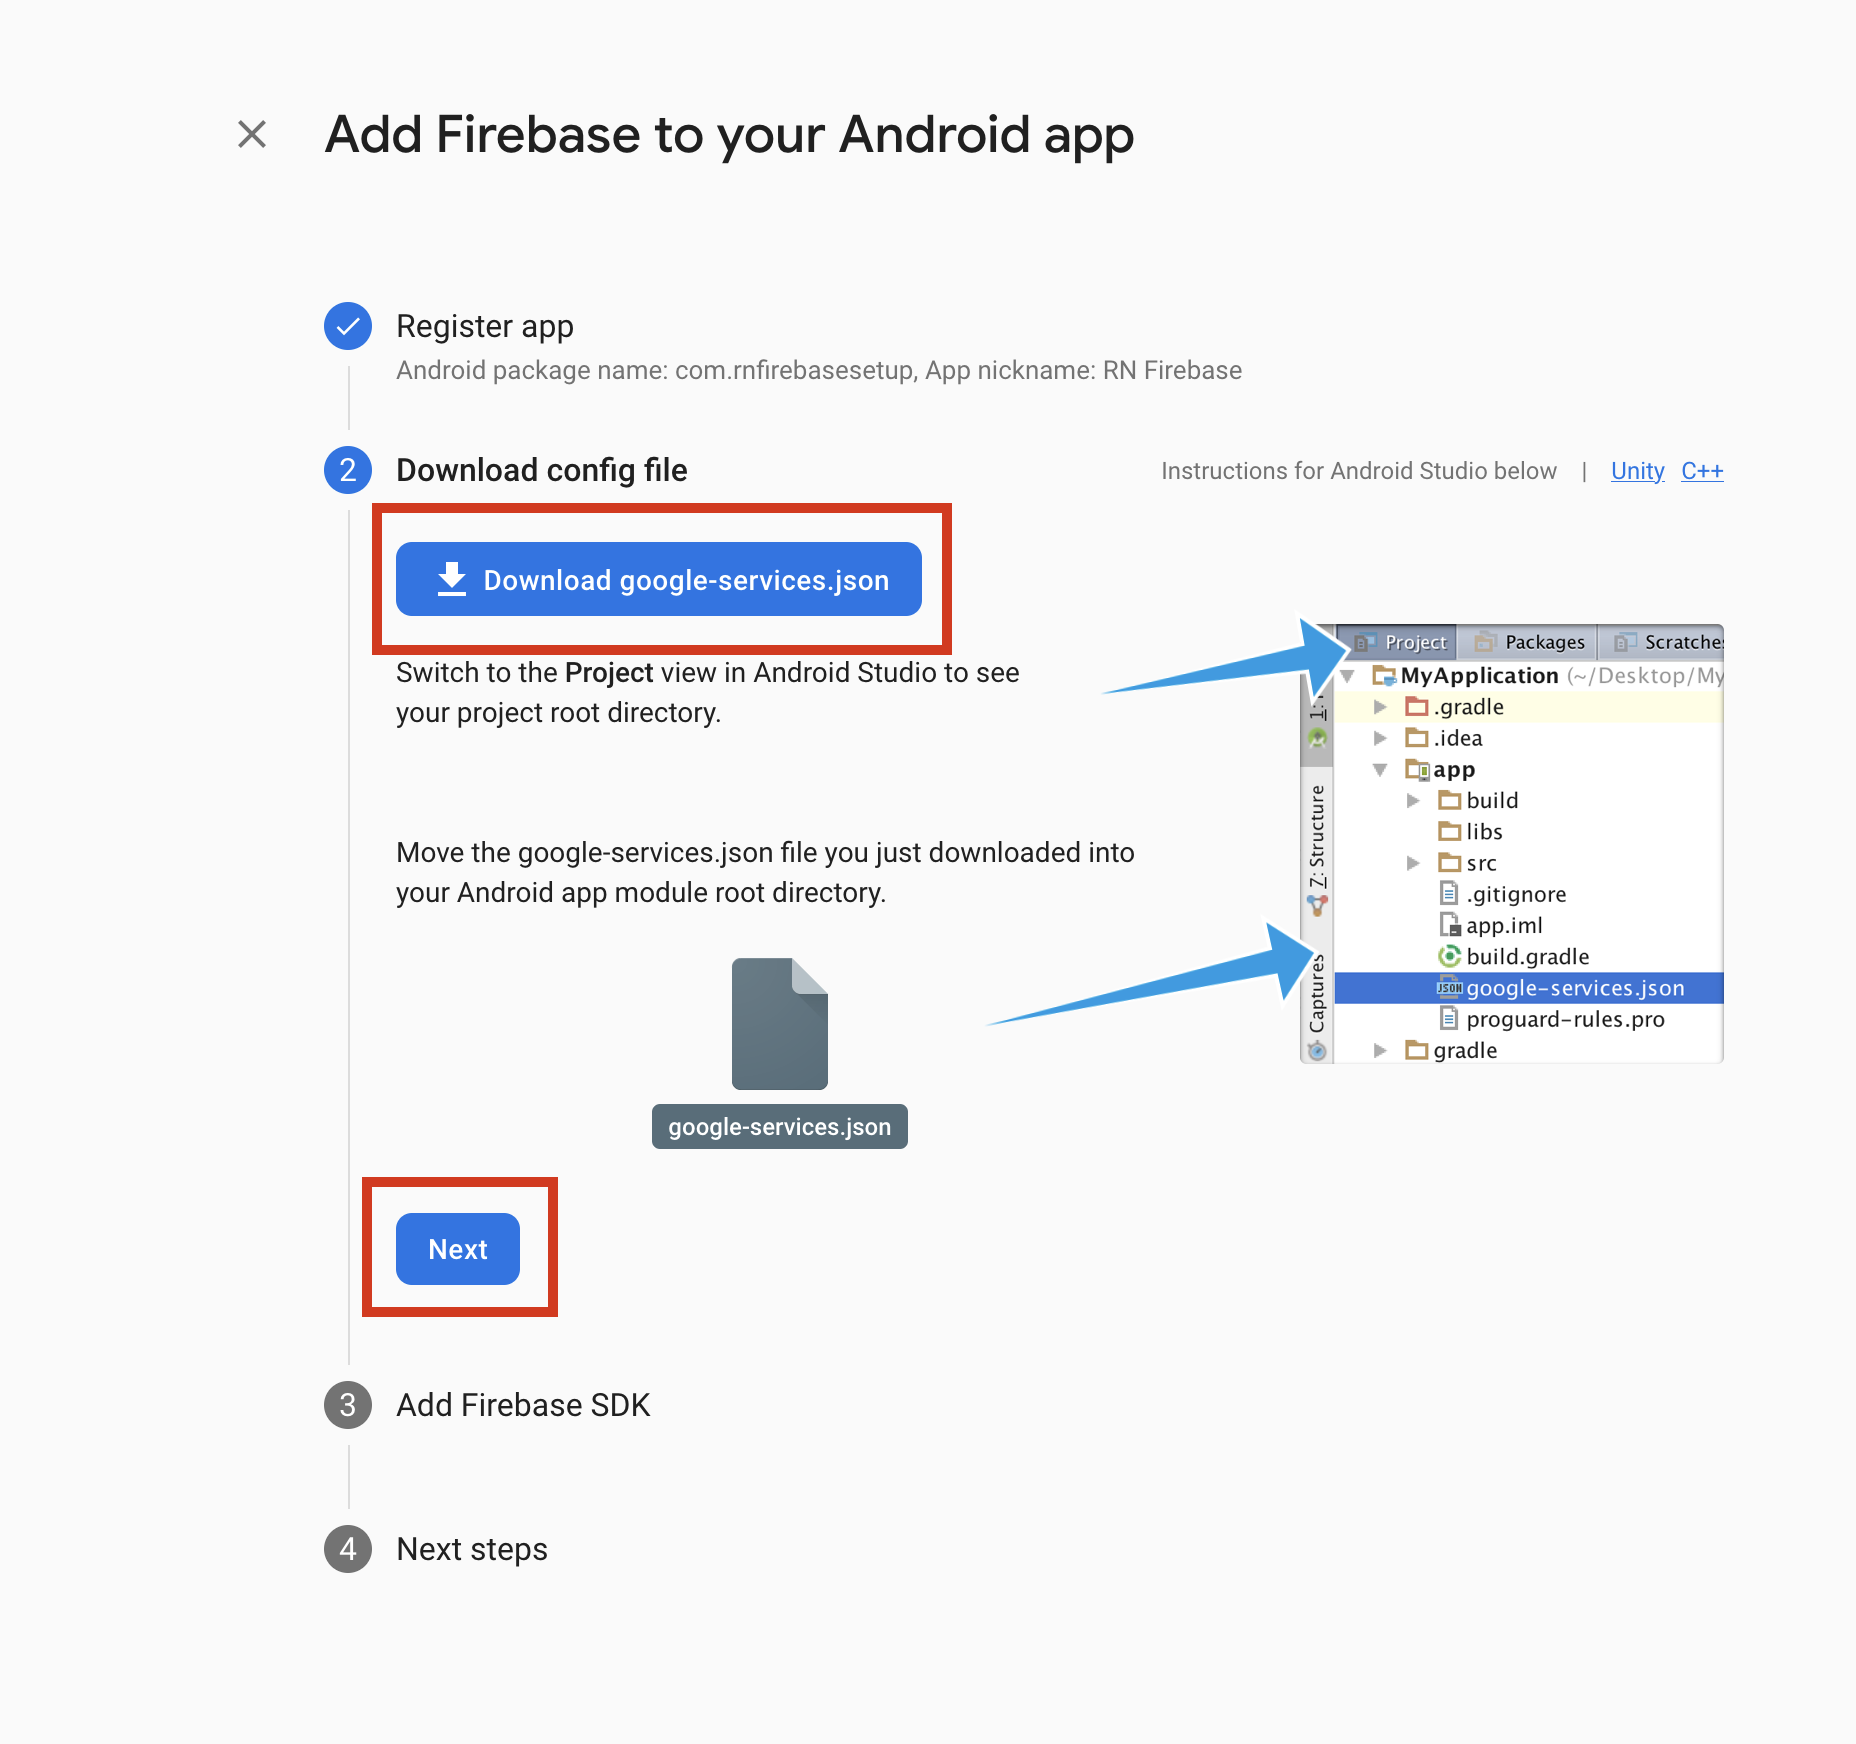 Add Firebase to your Android app
Register app
Android package name: com.rnfirebasesetup, App nickname: RN Firebase
2
Download config file
Instructions for Android Studio below | Unity C++
Download google-services.json
Switch to the Project view in Android Studio to see
your project root directory.
Move the google-services.json file you just downloaded into
your Android app module root directory.
google-services.json
Project
Packages
MyApplication (~/Desktop/My
.gradle
.idea
app
build
libs
src
.gitignore
app.iml
build.gradle
JSON google-services.json
proguard-rules.pro
gradle
1:
7: Structure
Captures
Next
3
Add Firebase SDK
4
Next steps